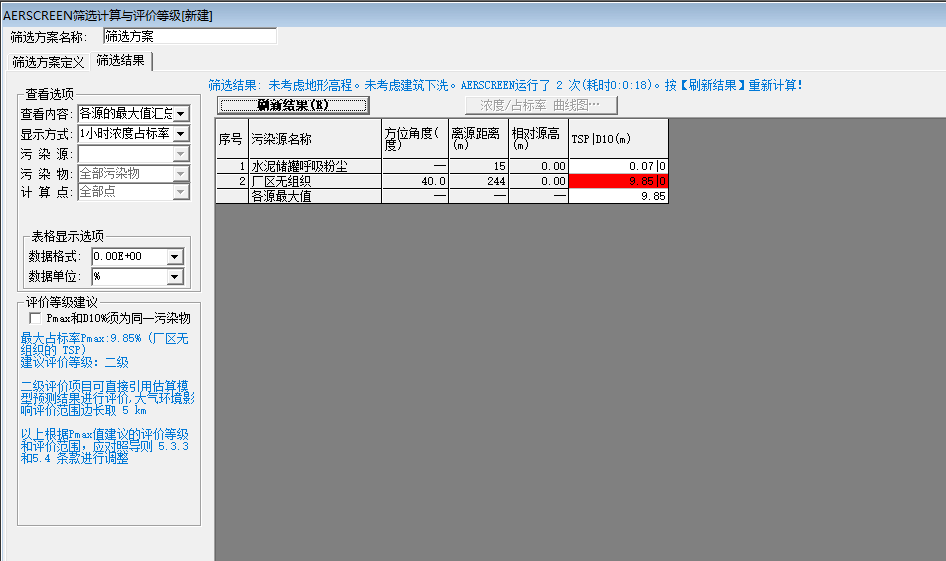 AERSCREEN筛选计算与评价等级[新建]
筛选方案名称: 筛选方案
筛选方案定义 筛选结果
筛选结果: 未考虑地形高程。未考虑建筑下洗。AERSCREEN运行了 2 次(耗时0:0:18)。按【刷新结果】重新计算!
刷新结果(R) 浓度/占标率 曲线图…
查看选项
查看内容: 各源的最大值汇总
显示方式: 1小时浓度占标率
污 染 源:
污 染 物: 全部污染物
计 算 点: 全部点
表格显示选项
数据格式: 0.00E+00
数据单位: %
评价等级建议
Pmax和D10%须为同一污染物
最大占标率Pmax:9.85% (厂区无
组织的 TSP)
建议评价等级: 二级
二级评价项目可直接引用估算模
型预测结果进行评价,大气环境影
响评价范围边长取 5 km
以上根据Pmax值建议的评价等级
和评价范围, 应对照导则 5.3.3
和5.4 条款进行调整
序号 污染源名称 方位角度(度) 离源距离(m) 相对源高(m) TSP|D10(m)
1 水泥储罐呼吸粉尘 — 15 0.00 0.07|0
2 厂区无组织 40.0 244 0.00 9.85|0
各源最大值 — — — 9.85